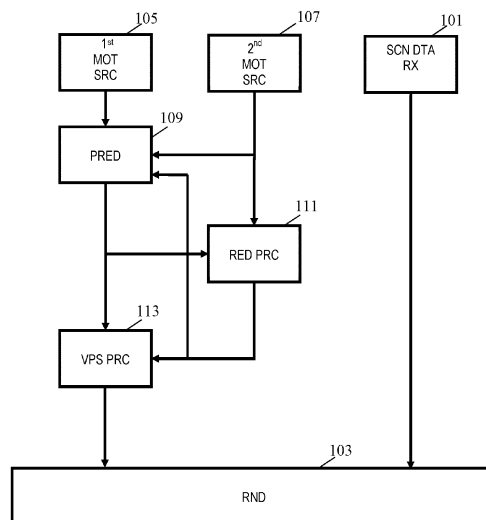 105
1st
MOT
SRC
107
2nd
MOT
SRC
101
SCN DTA
RX
109
PRED
111
RED PRC
113
VPS PRC
103
RND